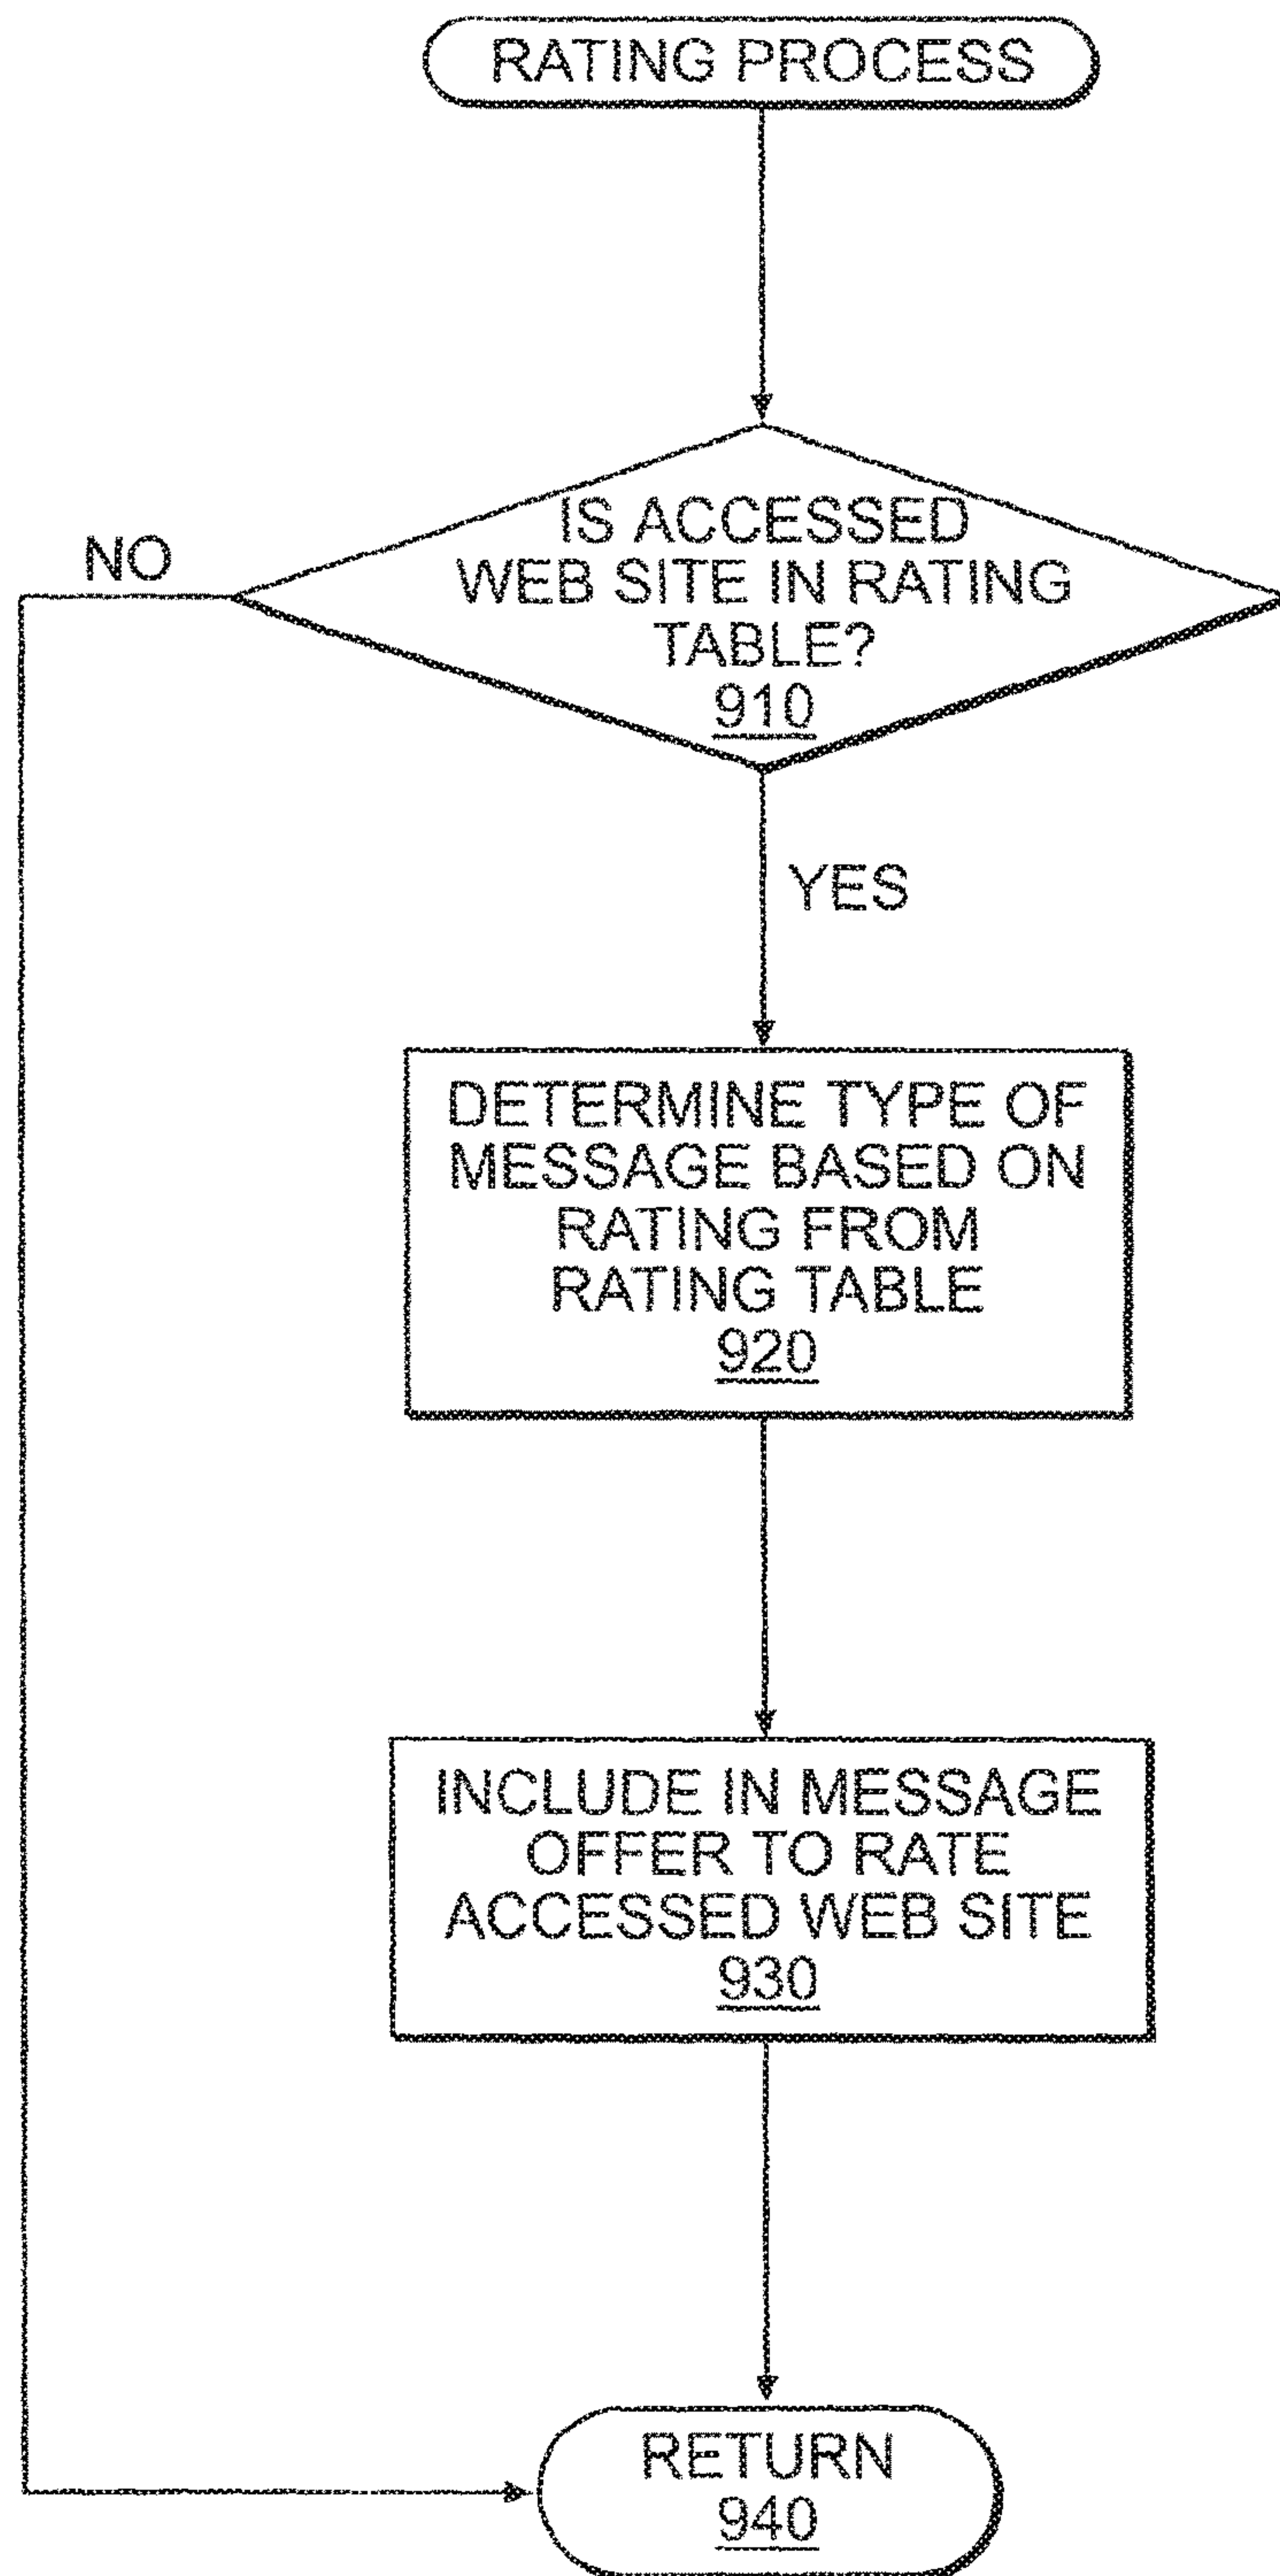 RATING PROCESS
IS ACCESSED
WEB SITE IN RATING
TABLE?
910
NO
YES
DETERMINE TYPE OF
MESSAGE BASED ON
RATING FROM
RATING TABLE
920
INCLUDE IN MESSAGE
OFFER TO RATE
ACCESSED WEB SITE
930
RETURN
940